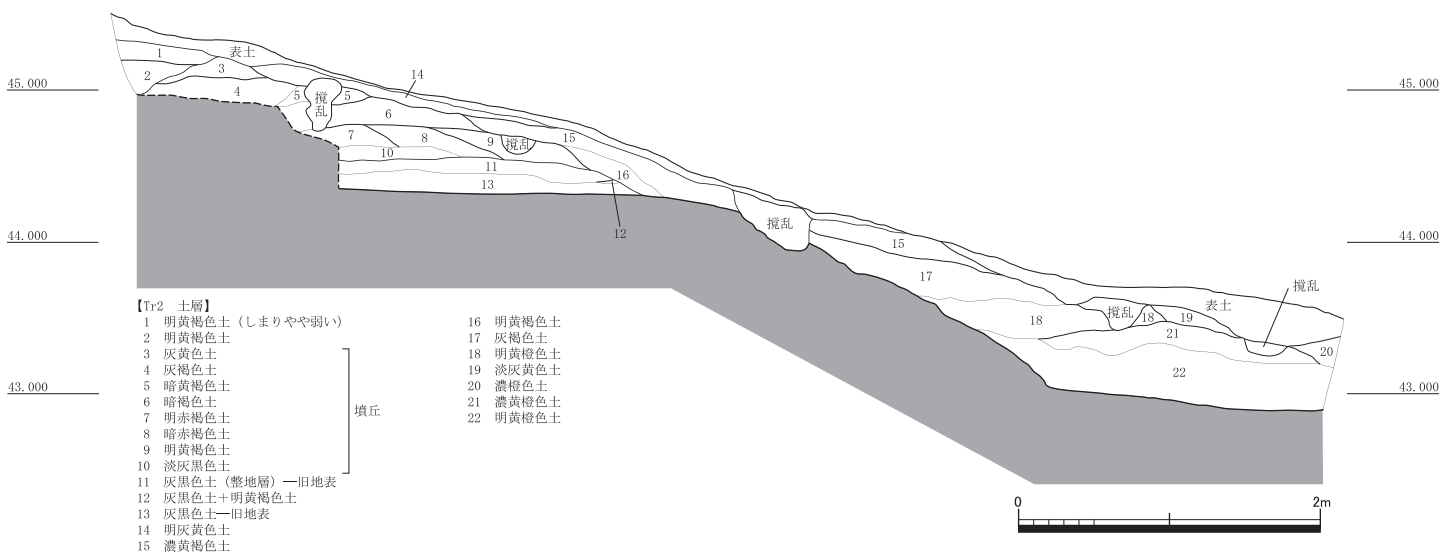 表土
1
2
3
4
5
撹乱
5
14
6
7
8
9
撹乱
15
10
11
16
13
12
撹乱
15
17
18
撹乱
18
19
表土
撹乱
21
20
22
45.000
45.000
44.000
44.000
43.000
43.000
【Tr2 土層】
1 明黄褐色土(しまりやや弱い)
2 明黄褐色土
3 灰黄色土
4 灰褐色土
5 暗黄褐色土
6 暗褐色土
7 明赤褐色土
8 暗赤褐色土
9 明黄褐色土
10 淡灰黒色土
墳丘
11 灰黒色土(整地層)―旧地表
12 灰黒色土+明黄褐色土
13 灰黒色土―旧地表
14 明灰黄色土
15 濃黄褐色土
16 明黄褐色土
17 灰褐色土
18 明黄橙色土
19 淡灰黄色土
20 濃橙色土
21 濃黄橙色土
22 明黄橙色土
0 2m